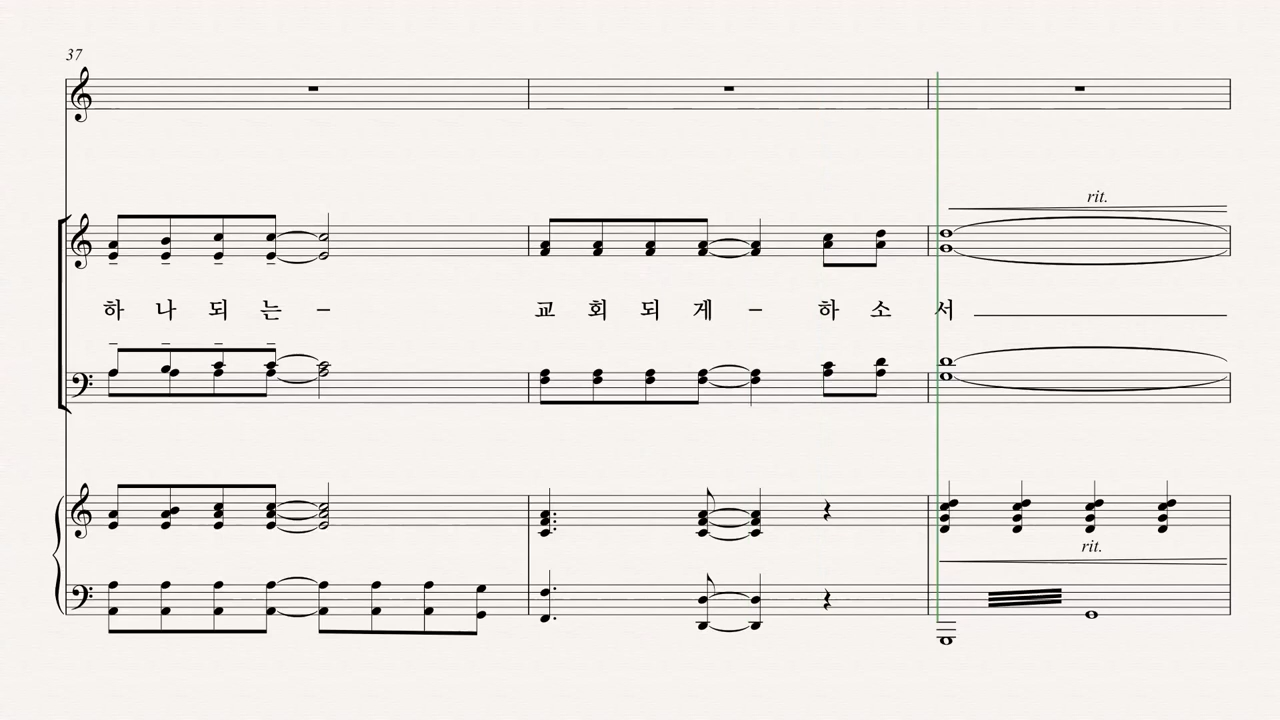 37
rit.
하 나 되 는 – 교 회 되 게 – 하 소 서
rit.